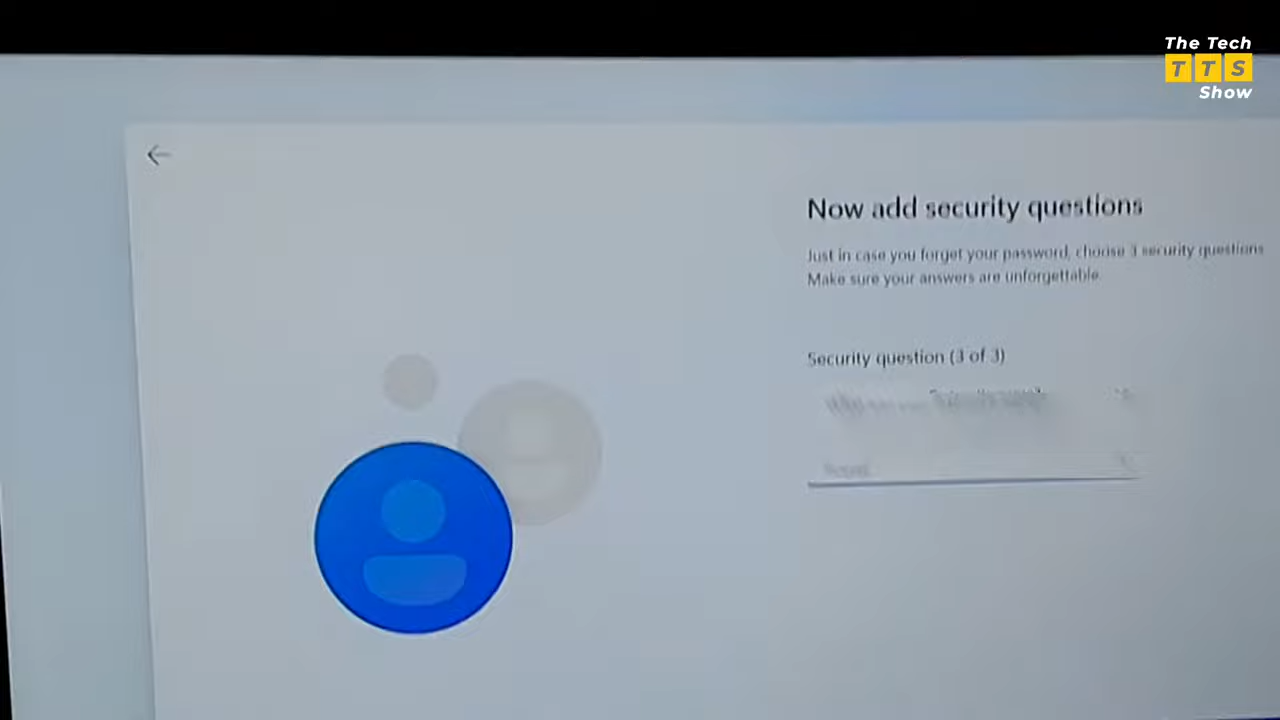 The Tech
TTS
Show
Now add security questions
Just in case you forget your password, choose 3 security questions
Make sure your answers are unforgettable.
Security question (3 of 3)